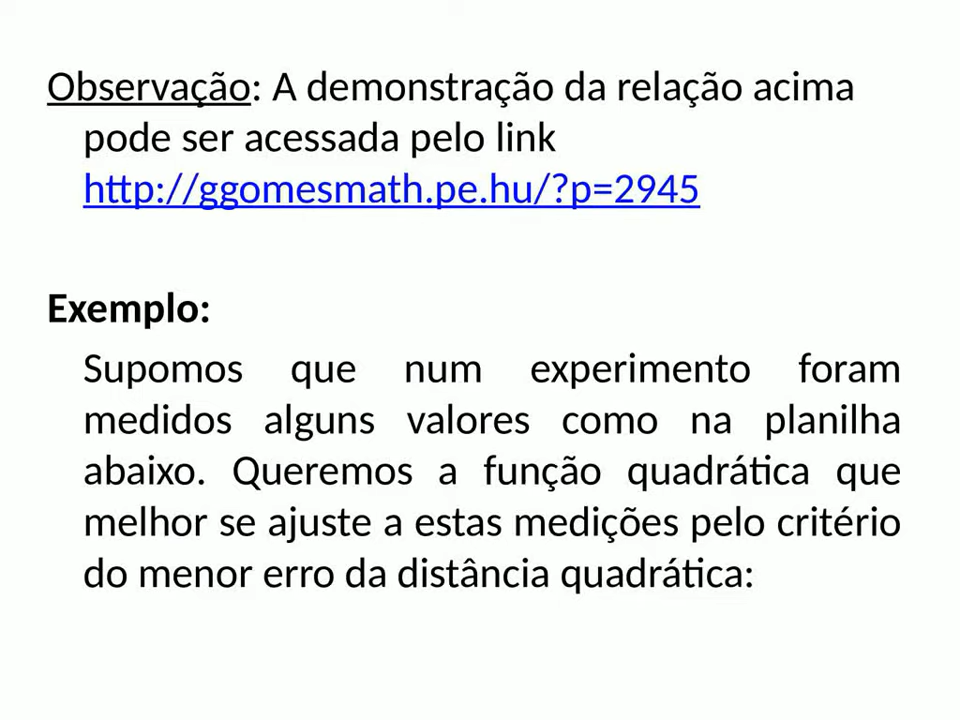 Observação: A demonstração da relação acima
pode ser acessada pelo link
http://ggomesmath.pe.hu/?p=2945
Exemplo:
Supomos que num experimento foram
medidos alguns valores como na planilha
abaixo. Queremos a função quadrática que
melhor se ajuste a estas medições pelo critério
do menor erro da distância quadrática: